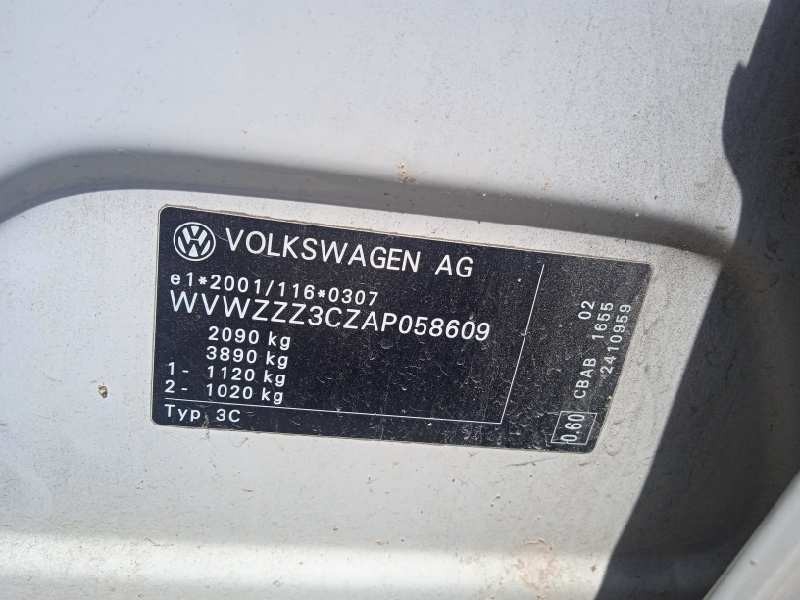 VOLKSWAGEN AG
e1*2001/116*0307
WVWZZZ3CZAP058609
2090 kg
3890 kg
1- 1120 kg
2- 1020 kg
Typ 3C
0.60 CBAB 1655 02
2410959